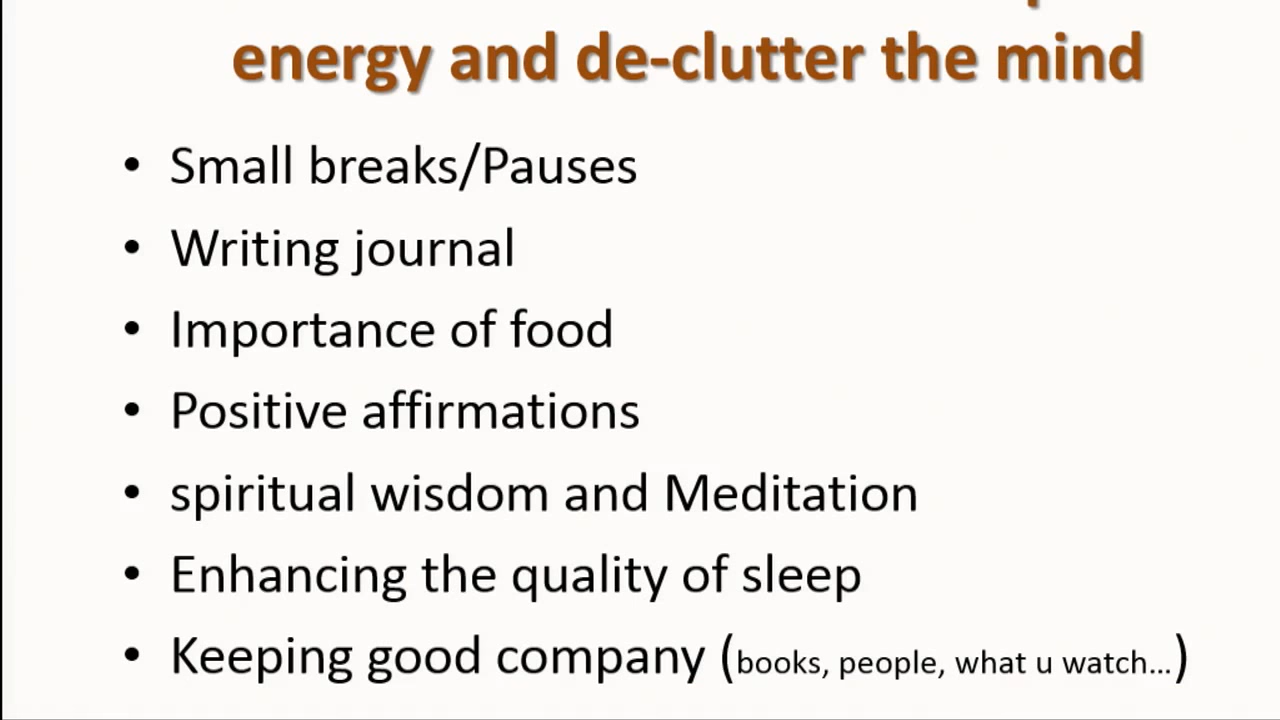 energy and de-clutter the mind
• Small breaks/Pauses
• Writing journal
• Importance of food
• Positive affirmations
• spiritual wisdom and Meditation
• Enhancing the quality of sleep
• Keeping good company (books, people, what u watch...)